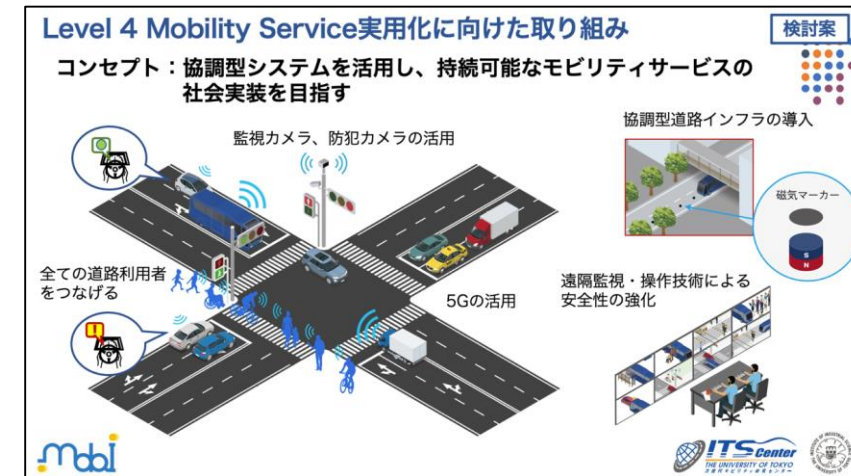 Level 4 Mobility Service実用化に向けた取り組み
検討案
コンセプト：協調型システムを活用し、持続可能なモビリティサービスの
社会実装を目指す
監視カメラ、防犯カメラの活用
協調型道路インフラの導入
磁気マーカー
S
N
全ての道路利用者
をつなげる
5Gの活用
遠隔監視・操作技術による
安全性の強化
mobi
ITS Center
THE UNIVERSITY OF TOKYO